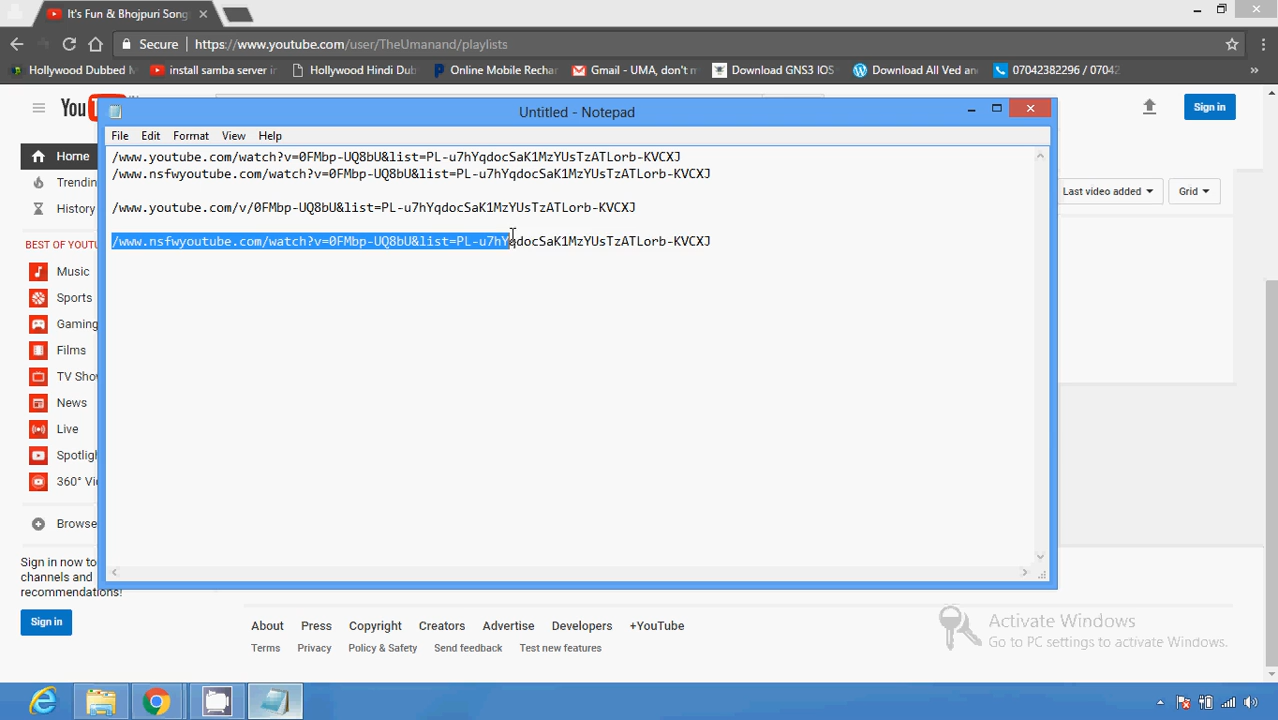 It's Fun & Bhojpuri Song
Secure
https://www.youtube.com/user/TheUmanand/playlists
Hollywood Dubbed
install samba server in
Hollywood Hindi Dub
Online Mobile Rechar
Gmail - UMA, don't m
Download GNS3 IOS
Download All Ved and
07042382296 / 07042
»
You
Sign in
Untitled - Notepad
File Edit Format View Help
/www.youtube.com/watch?v=0FMbp-UQ8bU&list=PL-u7hYqdocSaK1MzYUsTzATLorb-KVCXJ
/www.nsfwyoutube.com/watch?v=0FMbp-UQ8bU&list=PL-u7hYqdocSaK1MzYUsTzATLorb-KVCXJ
/www.youtube.com/v/0FMbp-UQ8bU&list=PL-u7hYqdocSaK1MzYUsTzATLorb-KVCXJ
/www.nsfwyoutube.com/watch?v=0FMbp-UQ8bU&list=PL-u7hYqdocSaK1MzYUsTzATLorb-KVCXJ
Home
Trendin
History
BEST OF YOUTU
Music
Sports
Gaming
Films
TV Sho
News
Live
Spotligh
360° Vi
Browse
Sign in now to
channels and
recommendations!
Sign in
Last video added
Grid
About Press Copyright Creators Advertise Developers +YouTube
Terms Privacy Policy & Safety Send feedback Test new features
Activate Windows
Go to PC settings to activate Windows.